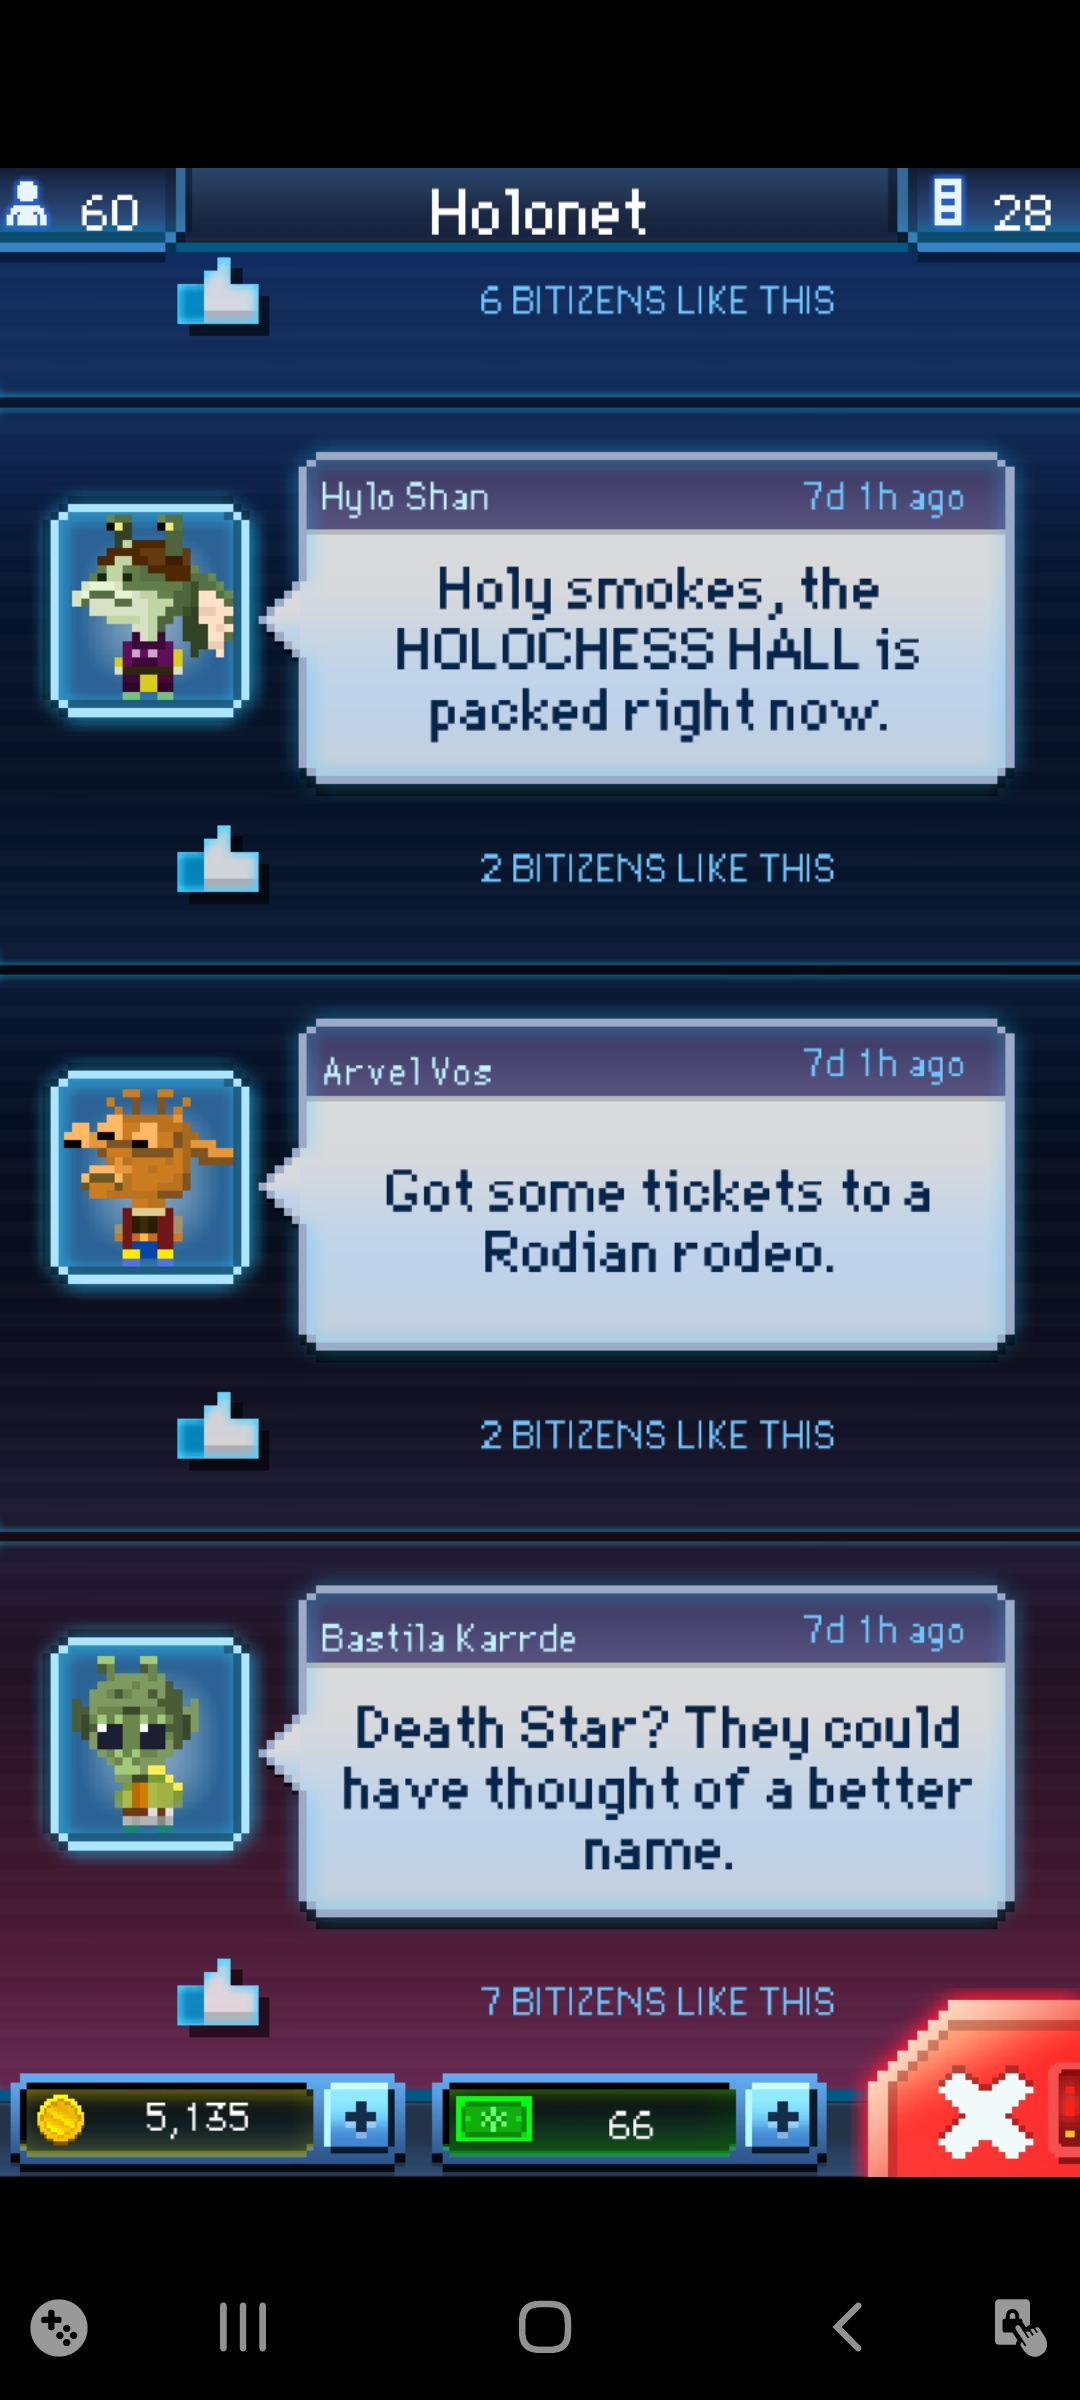 60
Holonet
28
6 BITIZENS LIKE THIS
Hylo Shan
7d 1h ago
Holy smokes, the
HOLOCHESS HALL is
packed right now.
2 BITIZENS LIKE THIS
Arvel Vos
7d 1h ago
Got some tickets to a
Rodian rodeo.
2 BITIZENS LIKE THIS
Bastila Karrde
7d 1h ago
Death Star? They could
have thought of a better
name.
7 BITIZENS LIKE THIS
5,135
66